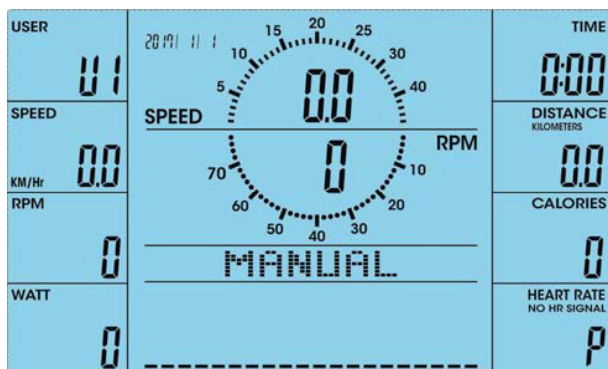 USER
U1
SPEED
KM/Hr 0.0
RPM
0
WATT
0
2017/ 1/ 1
5 10 15 20 25 30 40
SPEED 0.0
RPM
0
70 60 50 40 30 20 10
MANUAL
TIME
0:00
DISTANCE
KILOMETERS
0.0
CALORIES
0
HEART RATE
NO HR SIGNAL
P